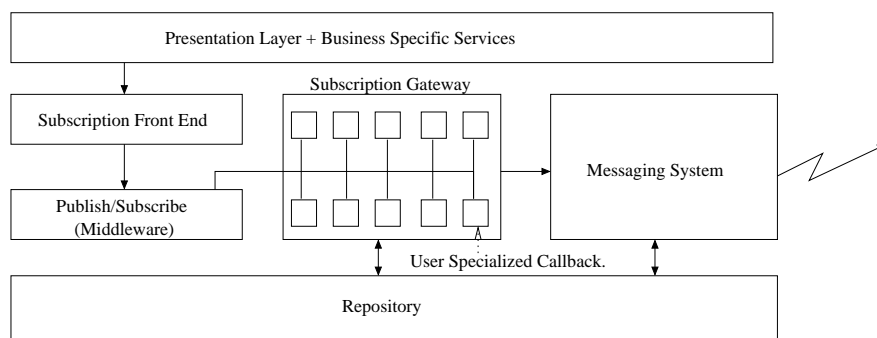 Presentation Layer + Business Specific Services
Subscription Gateway
Subscription Front End
Messaging System
Publish/Subscribe
(Middleware)
User Specialized Callback.
Repository